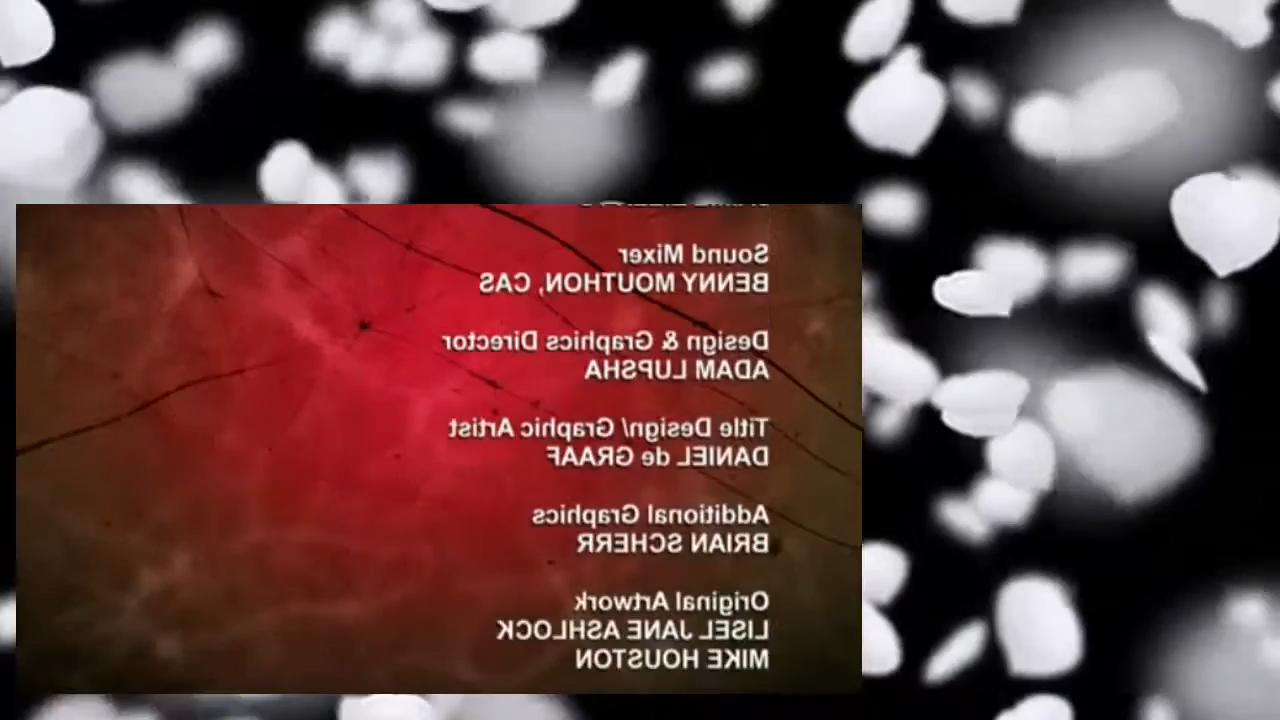 Sound Mixer
BENNY MOUTHON, CAS
Design & Graphics Director
ADAM LUPSHA
Title Design/ Graphic Artist
DANIEL de GRAAF
Additional Graphics
BRIAN SCHERR
Original Artwork
LISEL JANE ASHLOCK
MIKE HOUSTON